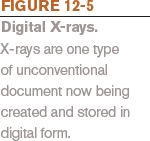 FIGURE 12-5
Digital X-rays.
X-rays are one type
of unconventional
document now being
created and stored in
digital form.